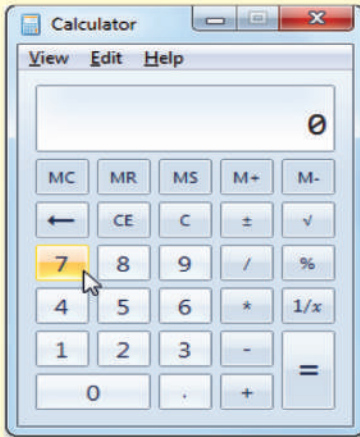 Calculator
View Edit Help
0
MC MR MS M+ M-
← CE C ± √
7 8 9 / %
4 5 6 * 1/x
1 2 3 - =
0 . +